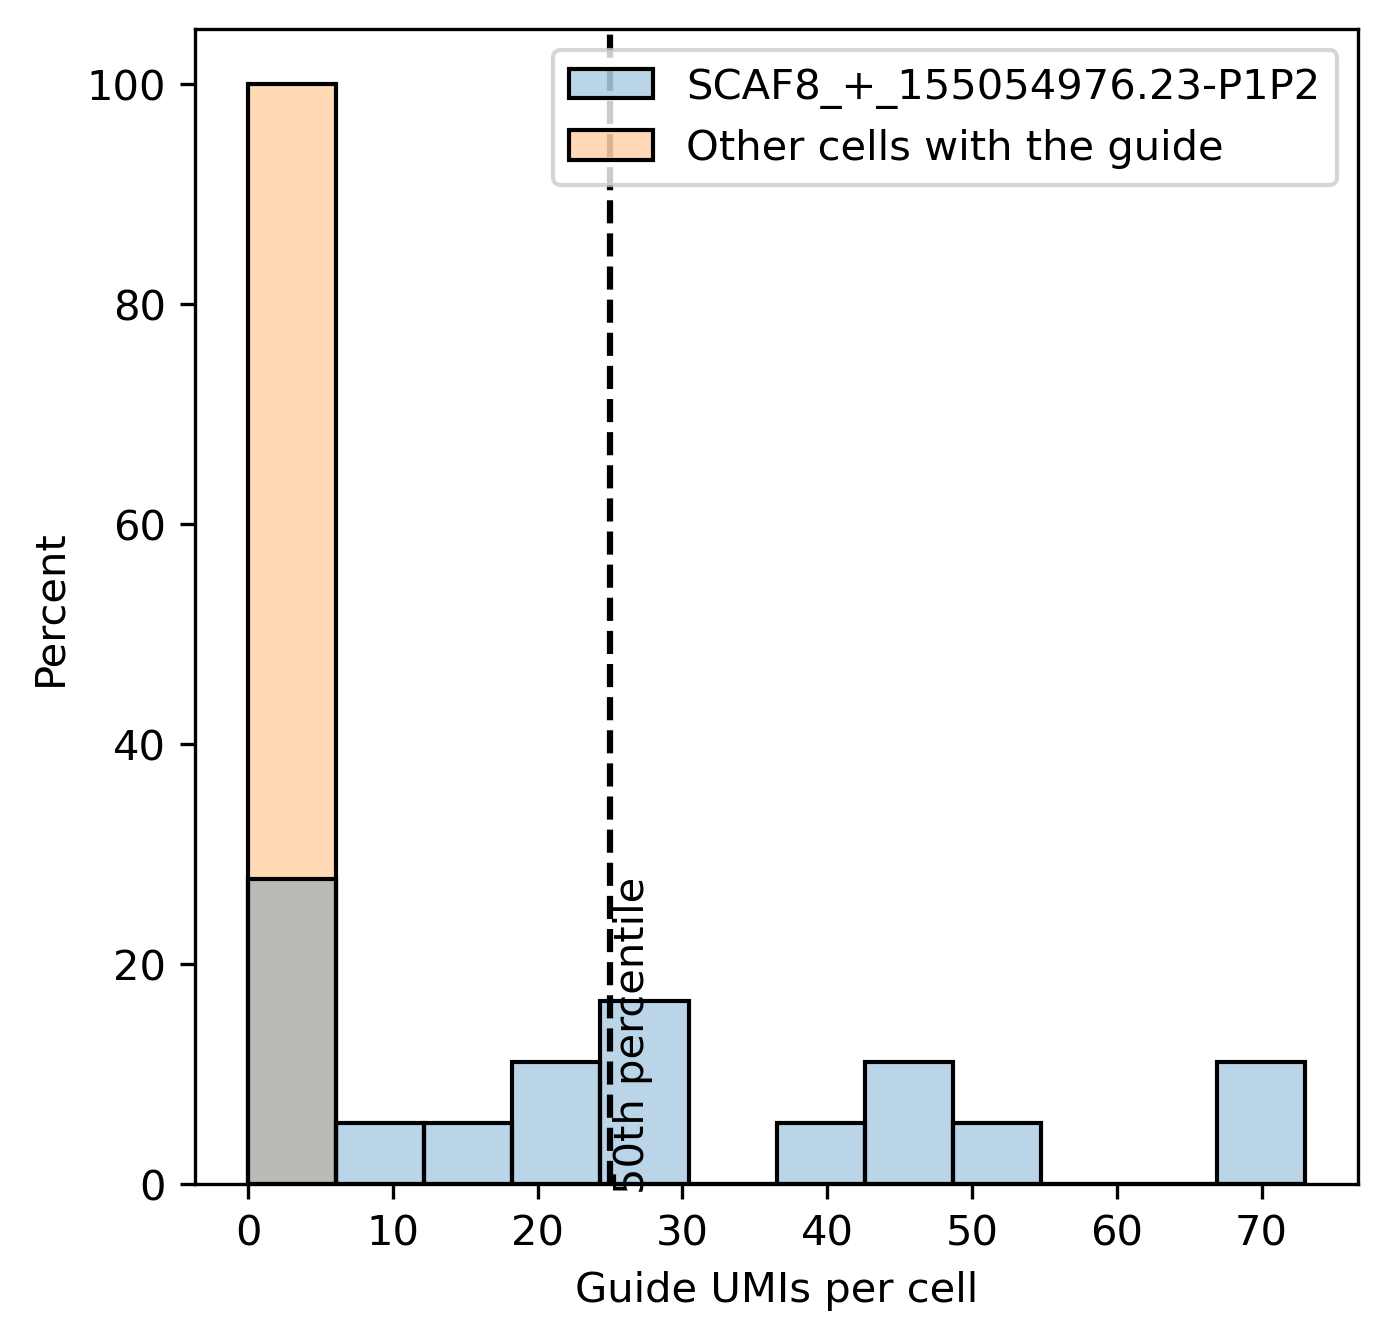 SCAF8_+_155054976.23-P1P2
Other cells with the guide
100
80
60
40
20
0
Percent
50th percentile
0 10 20 30 40 50 60 70
Guide UMIs per cell